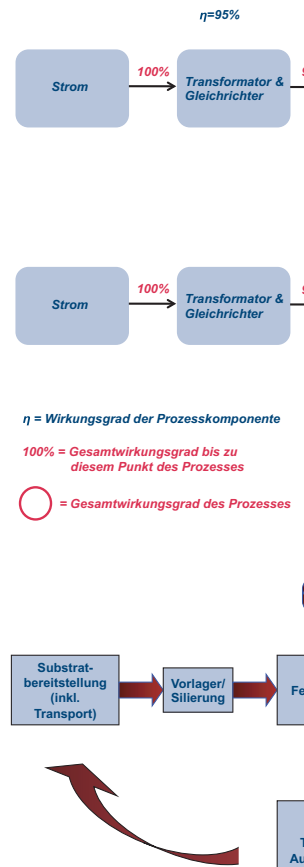 η=95%
100%
Strom
Transformator &
Gleichrichter
100%
Strom
Transformator &
Gleichrichter
η = Wirkungsgrad der Prozesskomponente
100% = Gesamtwirkungsgrad bis zu
diesem Punkt des Prozesses
= Gesamtwirkungsgrad des Prozesses
Substrat-
bereitstellung
(inkl.
Transport)
Vorlager/
Silierung